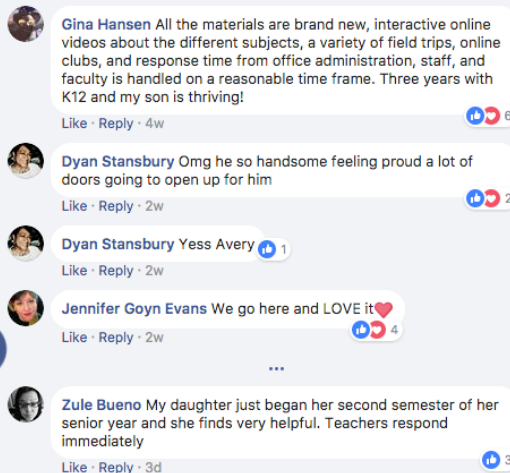 Gina Hansen All the materials are brand new, interactive online
videos about the different subjects, a variety of field trips, online
clubs, and response time from office administration, staff, and
faculty is handled on a reasonable time frame. Three years with
K12 and my son is thriving!
6
Like · Reply · 4w
Dyan Stansbury Omg he so handsome feeling proud a lot of
doors going to open up for him
2
Like · Reply · 2w
Dyan Stansbury Yess Avery 1
Like · Reply · 2w
Jennifer Goyn Evans We go here and LOVE it❤
4
Like · Reply · 2w
...
Zule Bueno My daughter just began her second semester of her
senior year and she finds very helpful. Teachers respond
immediately
3
Like · Reply · 3d